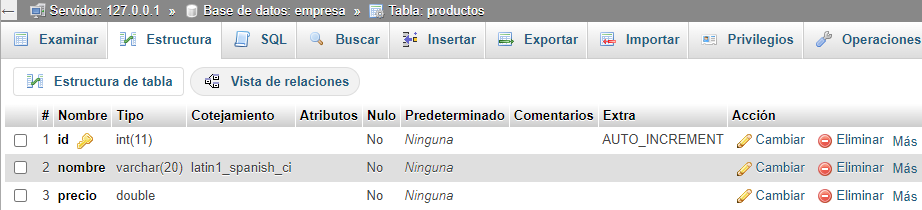 ← Servidor: 127.0.0.1 » Base de datos: empresa » Tabla: productos
Examinar Estructura SQL Buscar Insertar Exportar Importar Privilegios Operaciones
Estructura de tabla Vista de relaciones
# Nombre Tipo Cotejamiento Atributos Nulo Predeterminado Comentarios Extra Acción
1 id int(11) No Ninguna AUTO_INCREMENT Cambiar Eliminar Más
2 nombre varchar(20) latin1_spanish_ci No Ninguna Cambiar Eliminar Más
3 precio double No Ninguna Cambiar Eliminar Más